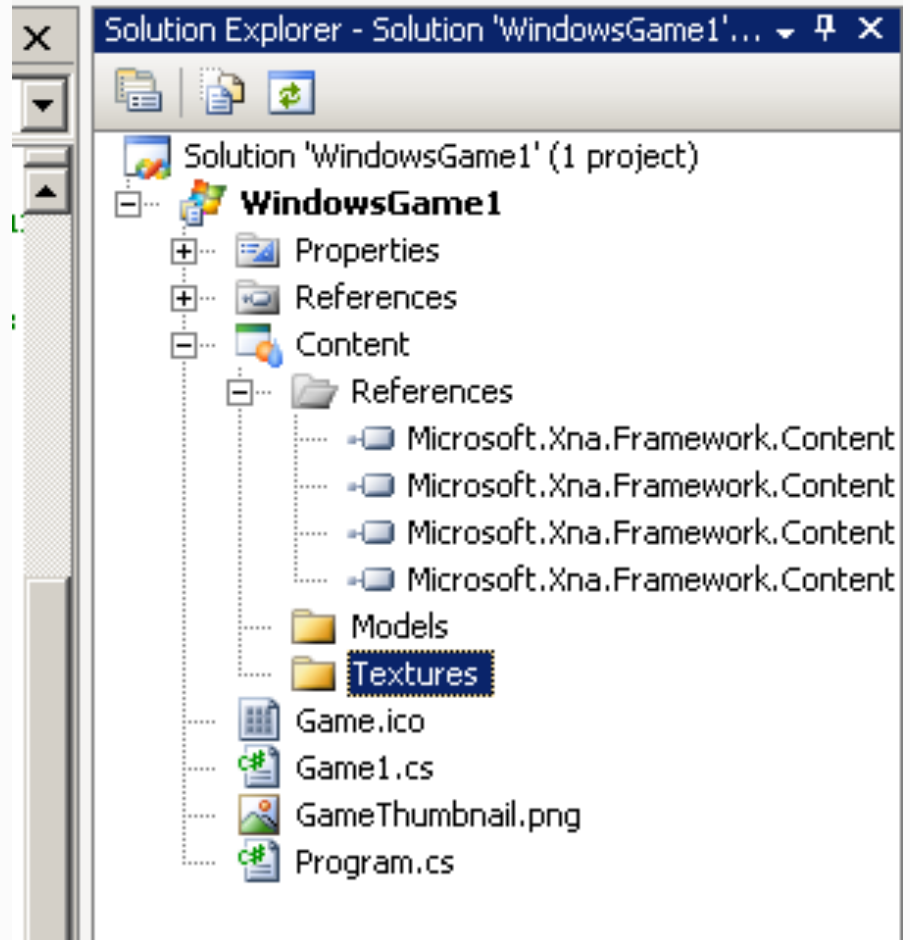 Solution Explorer - Solution 'WindowsGame1'...
Solution 'WindowsGame1' (1 project)
WindowsGame1
Properties
References
Content
References
Microsoft.Xna.Framework.Content
Microsoft.Xna.Framework.Content
Microsoft.Xna.Framework.Content
Microsoft.Xna.Framework.Content
Models
Textures
Game.ico
c# Game1.cs
GameThumbnail.png
c# Program.cs